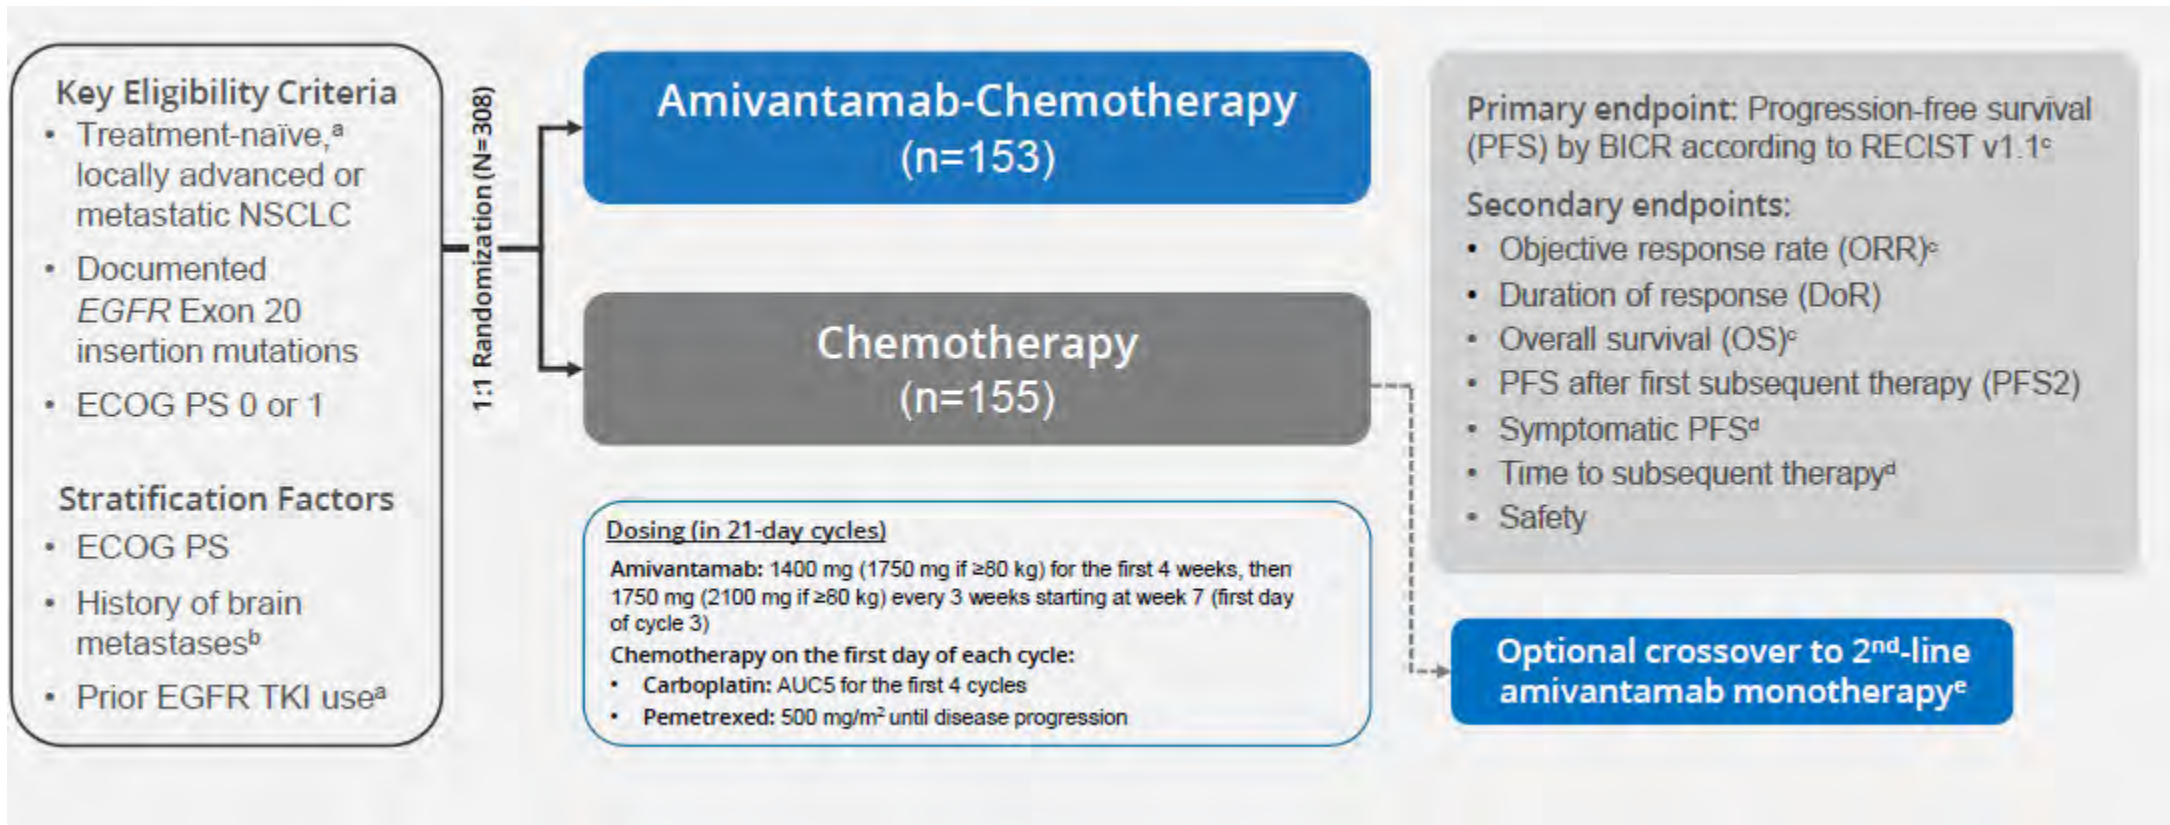 Key Eligibility Criteria
• Treatment-naïve,ᵃ
locally advanced or
metastatic NSCLC
• Documented
EGFR Exon 20
insertion mutations
• ECOG PS 0 or 1
Stratification Factors
• ECOG PS
• History of brain
metastasesᵇ
• Prior EGFR TKI useᵃ
1:1 Randomization (N=308)
Amivantamab-Chemotherapy
(n=153)
Chemotherapy
(n=155)
Dosing (in 21-day cycles)
Amivantamab: 1400 mg (1750 mg if ≥80 kg) for the first 4 weeks, then
1750 mg (2100 mg if ≥80 kg) every 3 weeks starting at week 7 (first day
of cycle 3)
Chemotherapy on the first day of each cycle:
• Carboplatin: AUC5 for the first 4 cycles
• Pemetrexed: 500 mg/m² until disease progression
Primary endpoint: Progression-free survival
(PFS) by BICR according to RECIST v1.1ᶜ
Secondary endpoints:
• Objective response rate (ORR)ᶜ
• Duration of response (DoR)
• Overall survival (OS)ᶜ
• PFS after first subsequent therapy (PFS2)
• Symptomatic PFSᵈ
• Time to subsequent therapyᵈ
• Safety
Optional crossover to 2ⁿᵈ-line
amivantamab monotherapyᵉ